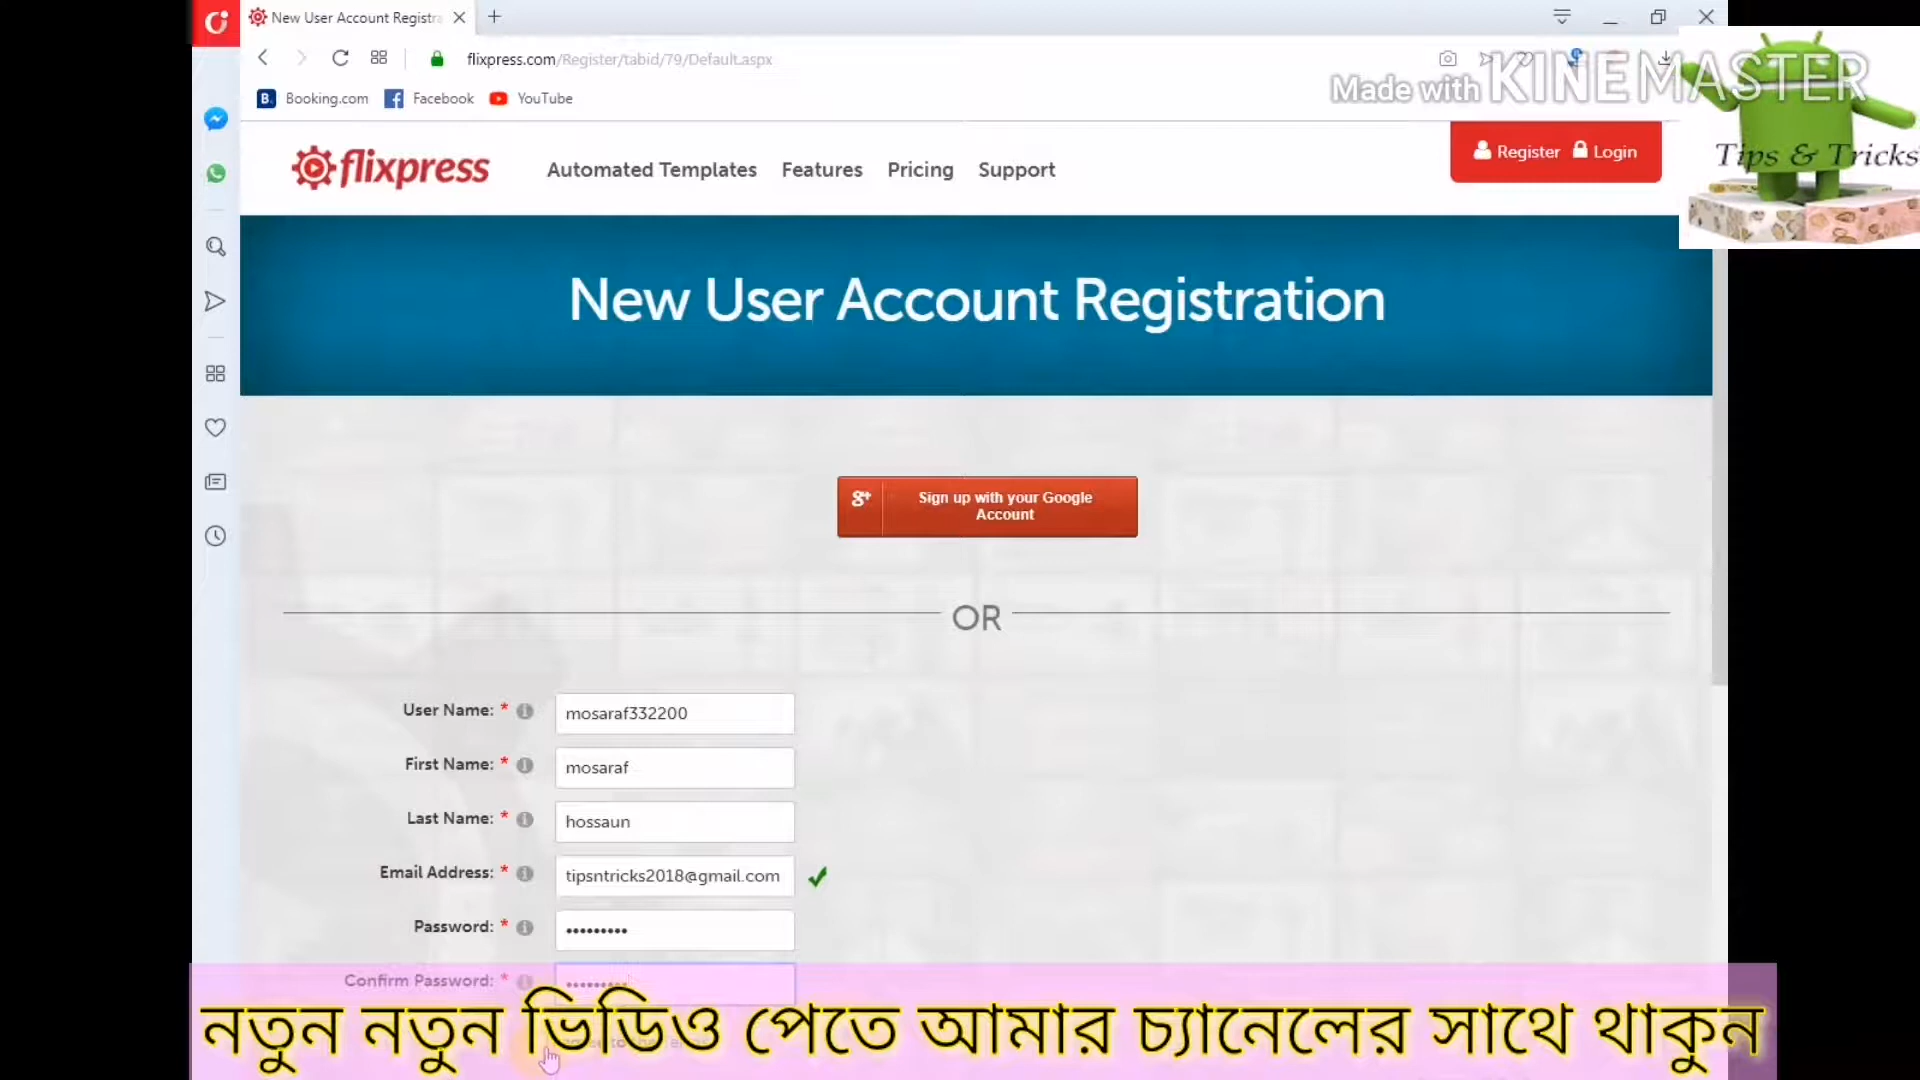 New User Account Registra
flixpress.com/Register/tabid/79/Default.aspx
Made with KINEMASTER
B. Booking.com Facebook YouTube
Tips & Tricks
flixpress
Automated Templates Features Pricing Support
Register Login
New User Account Registration
g+ Sign up with your Google
Account
OR
User Name: * mosaraf332200
First Name: * mosaraf
Last Name: * hossaun
Email Address: * tipsntricks2018@gmail.com
Password: * •••••••••
Confirm Password: * •••••••••
নতুন নতুন ভিডিও পেতে আমার চ্যানেলের সাথে থাকুন